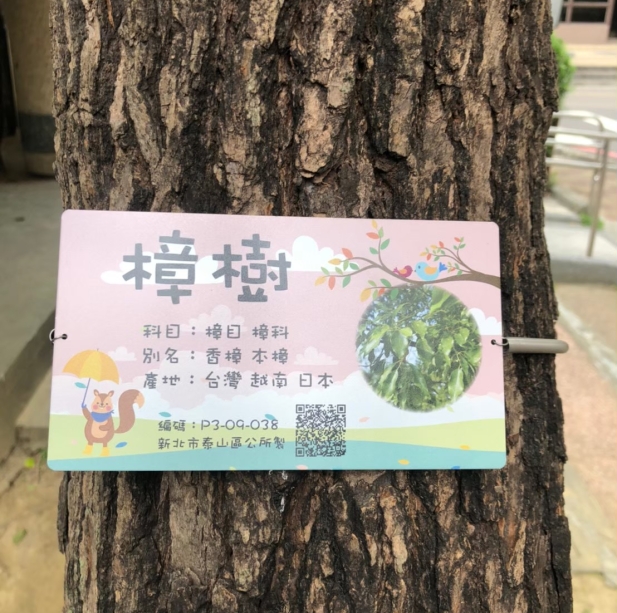 樟樹
科目：樟目 樟科
別名：香樟 本樟
產地：台灣 越南 日本
編碼：P3-09-038
新北市泰山區公所製